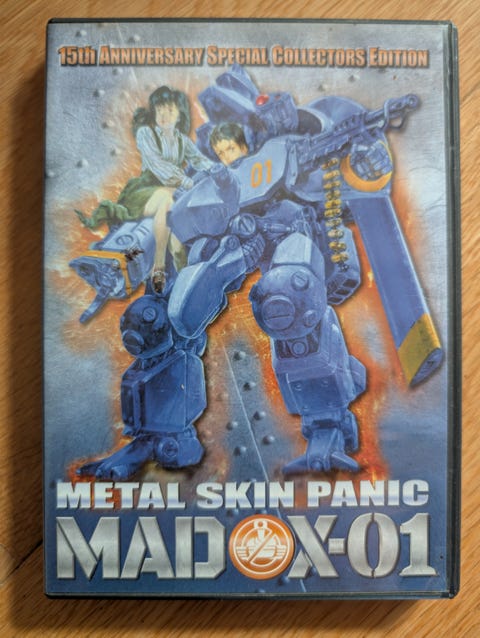 15th Anniversary Special Collectors Edition
01
METAL SKIN PANIC
MADOX-01